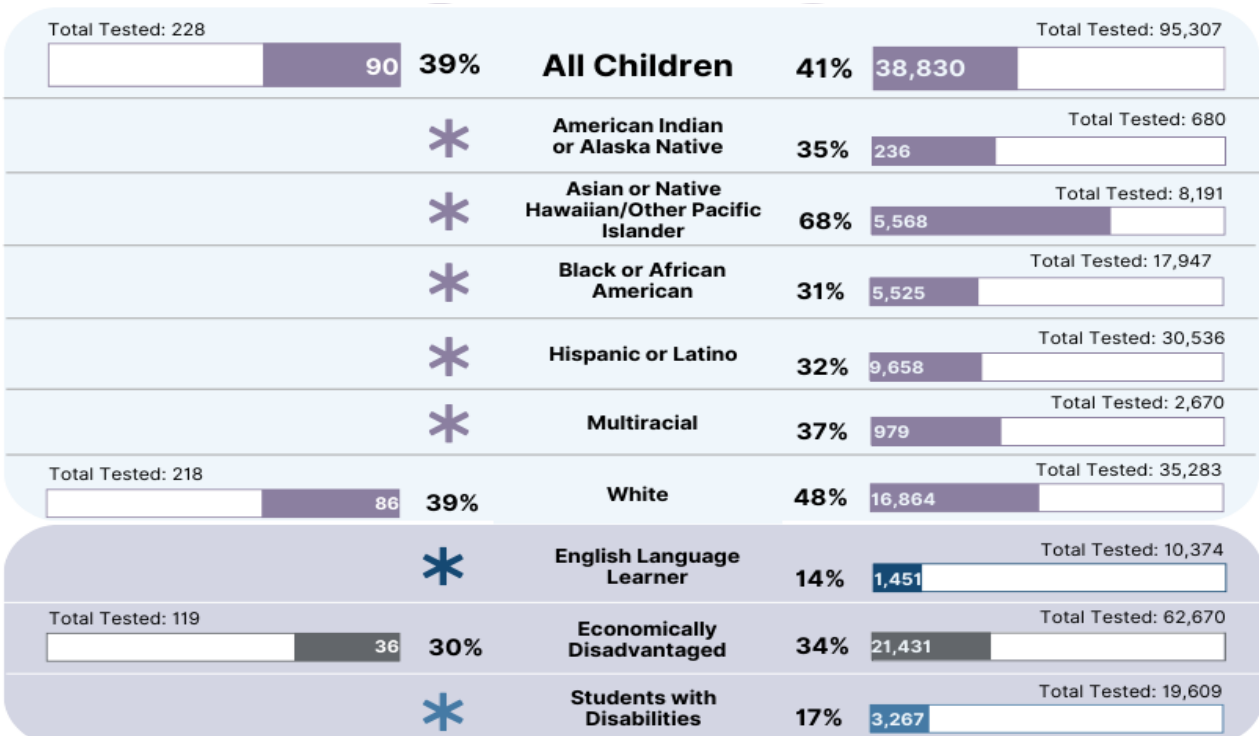 Total Tested: 228
Total Tested: 95,307
90 39% All Children 41% 38,830
Total Tested: 680
American Indian
or Alaska Native
* 35% 236
Total Tested: 8,191
Asian or Native
Hawaiian/Other Pacific
Islander
* 68% 5,568
Total Tested: 17,947
Black or African
American
* 31% 5,525
Total Tested: 30,536
* Hispanic or Latino 32% 9,658
Total Tested: 2,670
* Multiracial 37% 979
Total Tested: 218
Total Tested: 35,283
86 39% White 48% 16,864
Total Tested: 10,374
English Language
Learner
* 14% 1,451
Total Tested: 119
Total Tested: 62,670
Economically
Disadvantaged
36 30% 34% 21,431
Total Tested: 19,609
Students with
Disabilities
* 17% 3,267